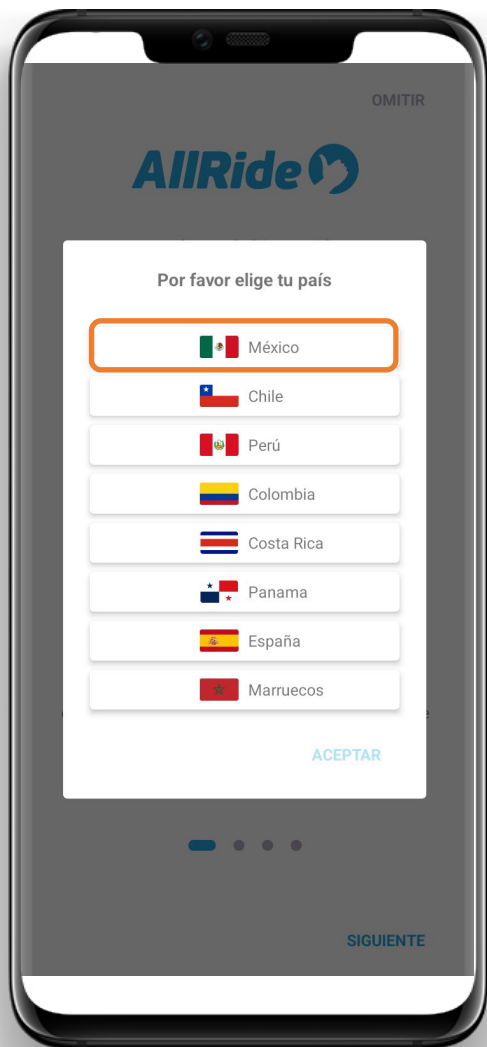 OMITIR
AllRide
Por favor elige tu país
México
Chile
Perú
Colombia
Costa Rica
Panama
España
Marruecos
ACEPTAR
SIGUIENTE